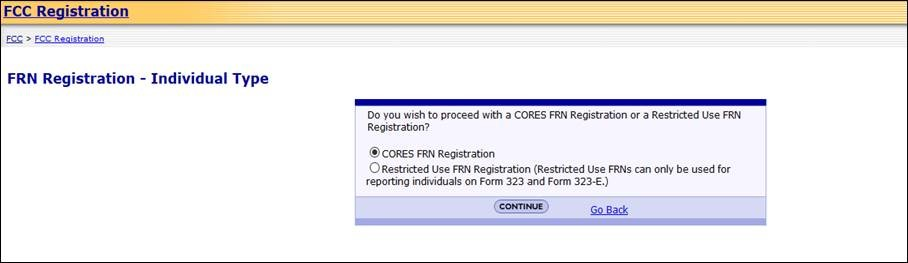 FCC Registration
FCC > FCC Registration
FRN Registration - Individual Type
Do you wish to proceed with a CORES FRN Registration or a Restricted Use FRN
Registration?
CORES FRN Registration
Restricted Use FRN Registration (Restricted Use FRNs can only be used for
reporting individuals on Form 323 and Form 323-E.)
CONTINUE Go Back